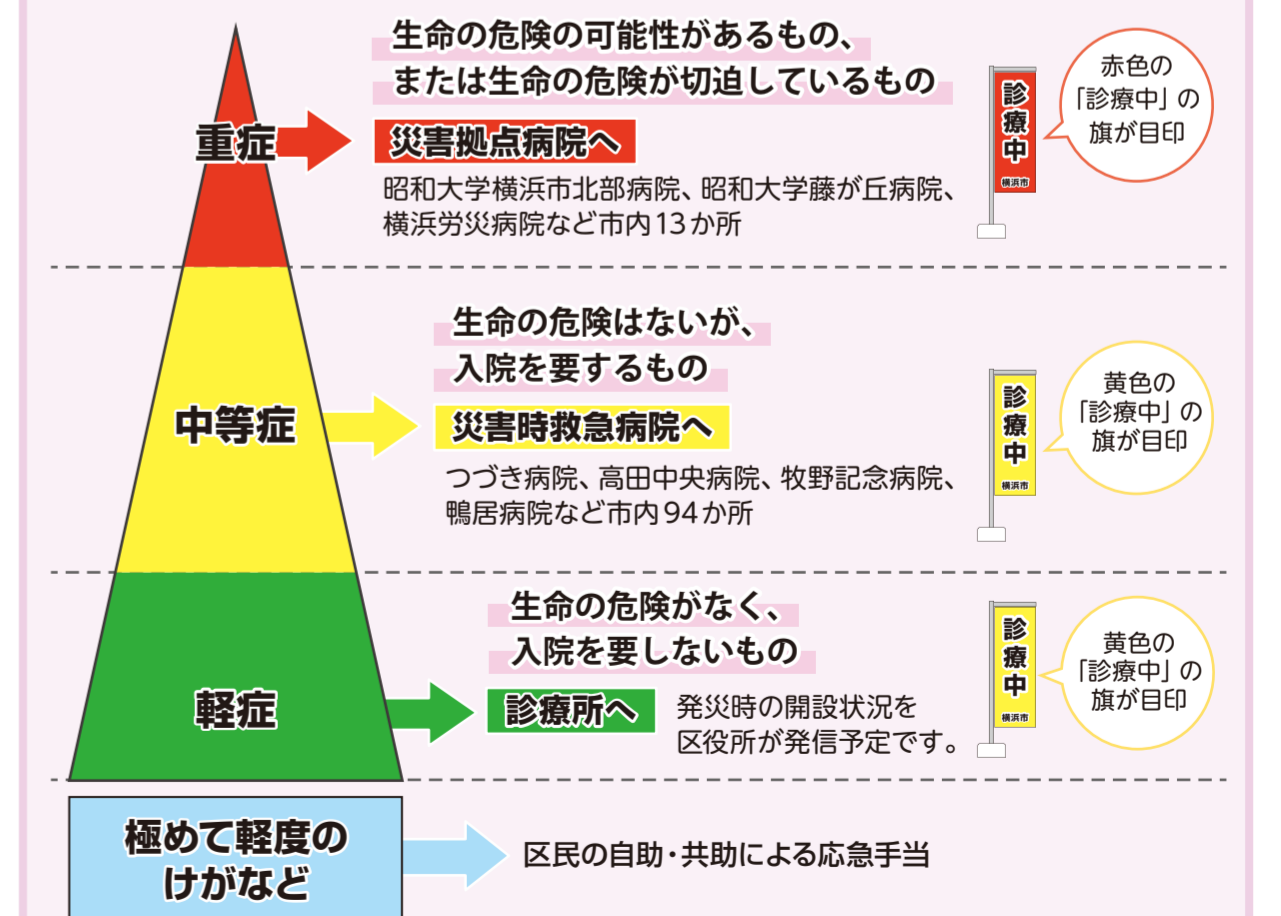 生命の危険の可能性があるもの、
または生命の危険が切迫しているもの
重症
災害拠点病院へ
昭和大学横浜市北部病院、昭和大学藤が丘病院、
横浜労災病院など市内13か所
診療中
横浜市
赤色の
「診療中」の
旗が目印
生命の危険はないが、
入院を要するもの
中等症
災害時救急病院へ
つづき病院、高田中央病院、牧野記念病院、
鴨居病院など市内94か所
診療中
横浜市
黄色の
「診療中」の
旗が目印
生命の危険がなく、
入院を要しないもの
軽症
診療所へ
発災時の開設状況を
区役所が発信予定です。
診療中
横浜市
黄色の
「診療中」の
旗が目印
極めて軽度の
けがなど
区民の自助・共助による応急手当